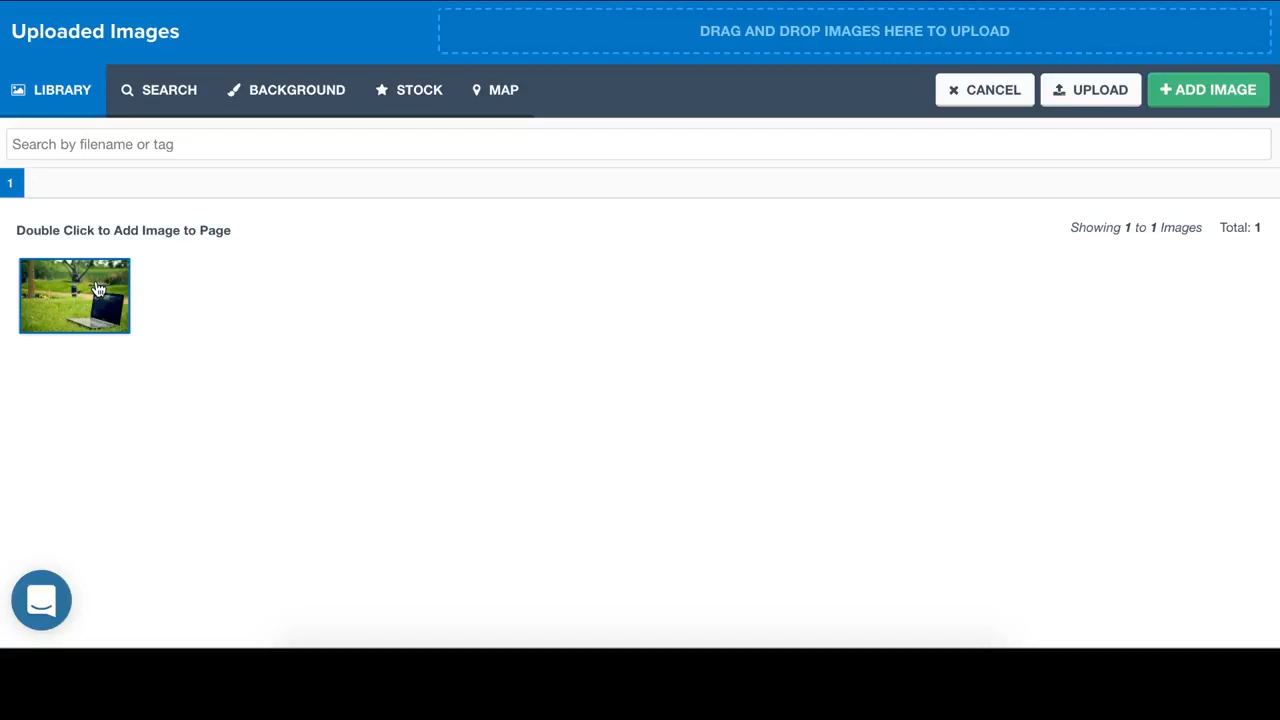 Uploaded Images
DRAG AND DROP IMAGES HERE TO UPLOAD
LIBRARY SEARCH BACKGROUND STOCK MAP CANCEL UPLOAD + ADD IMAGE
Search by filename or tag
1
Double Click to Add Image to Page Showing 1 to 1 Images Total: 1